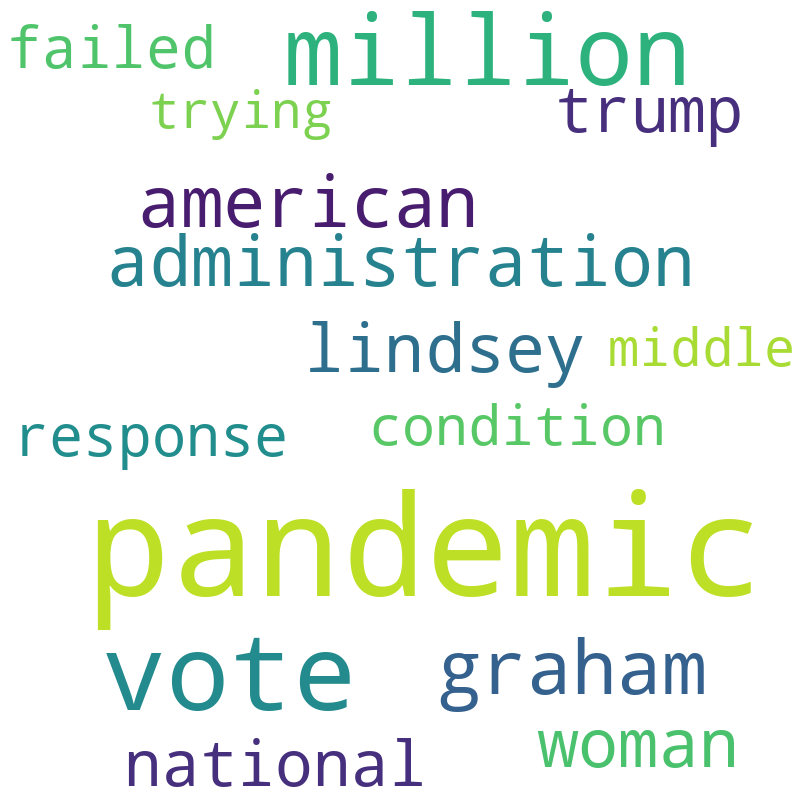 failed million
trying trump
american
administration
lindsey middle
response condition
pandemic
vote graham
national woman